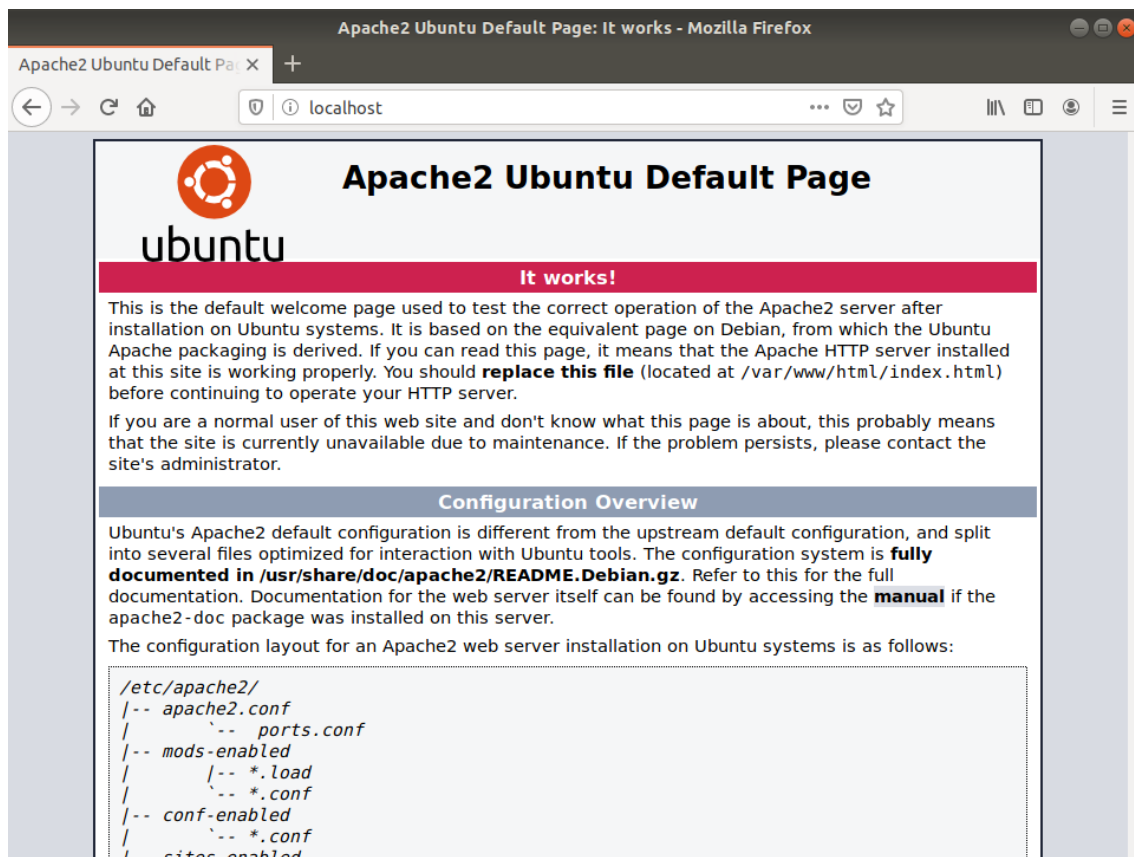 Apache2 Ubuntu Default Page: It works - Mozilla Firefox
Apache2 Ubuntu Default Pa
localhost
Apache2 Ubuntu Default Page
ubuntu
It works!
This is the default welcome page used to test the correct operation of the Apache2 server after
installation on Ubuntu systems. It is based on the equivalent page on Debian, from which the Ubuntu
Apache packaging is derived. If you can read this page, it means that the Apache HTTP server installed
at this site is working properly. You should replace this file (located at /var/www/html/index.html)
before continuing to operate your HTTP server.
If you are a normal user of this web site and don't know what this page is about, this probably means
that the site is currently unavailable due to maintenance. If the problem persists, please contact the
site's administrator.
Configuration Overview
Ubuntu's Apache2 default configuration is different from the upstream default configuration, and split
into several files optimized for interaction with Ubuntu tools. The configuration system is fully
documented in /usr/share/doc/apache2/README.Debian.gz. Refer to this for the full
documentation. Documentation for the web server itself can be found by accessing the manual if the
apache2-doc package was installed on this server.
The configuration layout for an Apache2 web server installation on Ubuntu systems is as follows:
/etc/apache2/
|-- apache2.conf
|       `--  ports.conf
|-- mods-enabled
|       |-- *.load
|       `-- *.conf
|-- conf-enabled
|       `-- *.conf
|-- sites-enabled